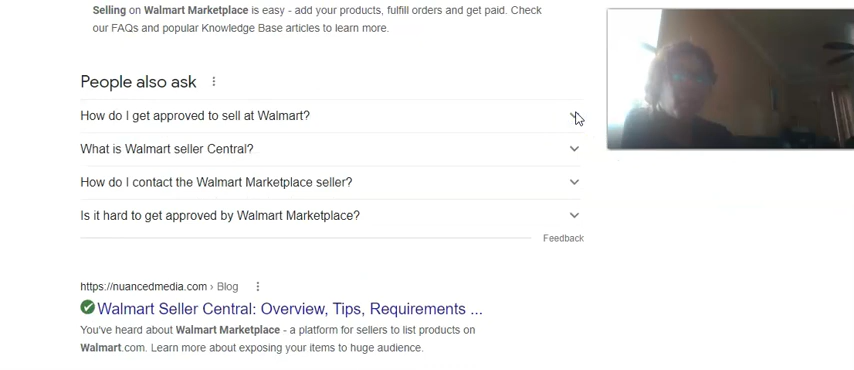 Selling on Walmart Marketplace is easy - add your products, fulfill orders and get paid. Check
our FAQs and popular Knowledge Base articles to learn more.
People also ask
How do I get approved to sell at Walmart?
What is Walmart seller Central?
How do I contact the Walmart Marketplace seller?
Is it hard to get approved by Walmart Marketplace?
Feedback
https://nuancedmedia.com › Blog
Walmart Seller Central: Overview, Tips, Requirements ...
You've heard about Walmart Marketplace - a platform for sellers to list products on
Walmart.com. Learn more about exposing your items to huge audience.